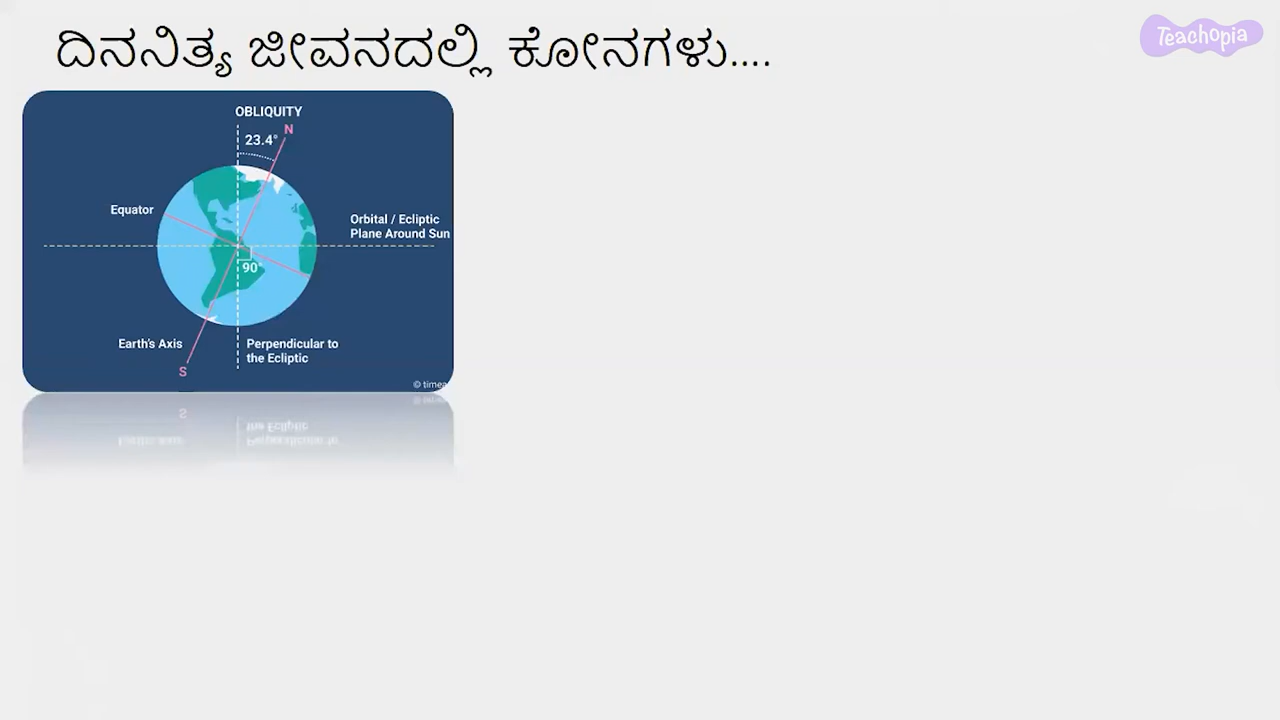 ದಿನನಿತ್ಯ ಜೀವನದಲ್ಲಿ ಕೋನಗಳು....
Teachopia
OBLIQUITY
23.4°
N
Equator
Orbital / Ecliptic
Plane Around Sun
90°
Earth's Axis
Perpendicular to
the Ecliptic
S